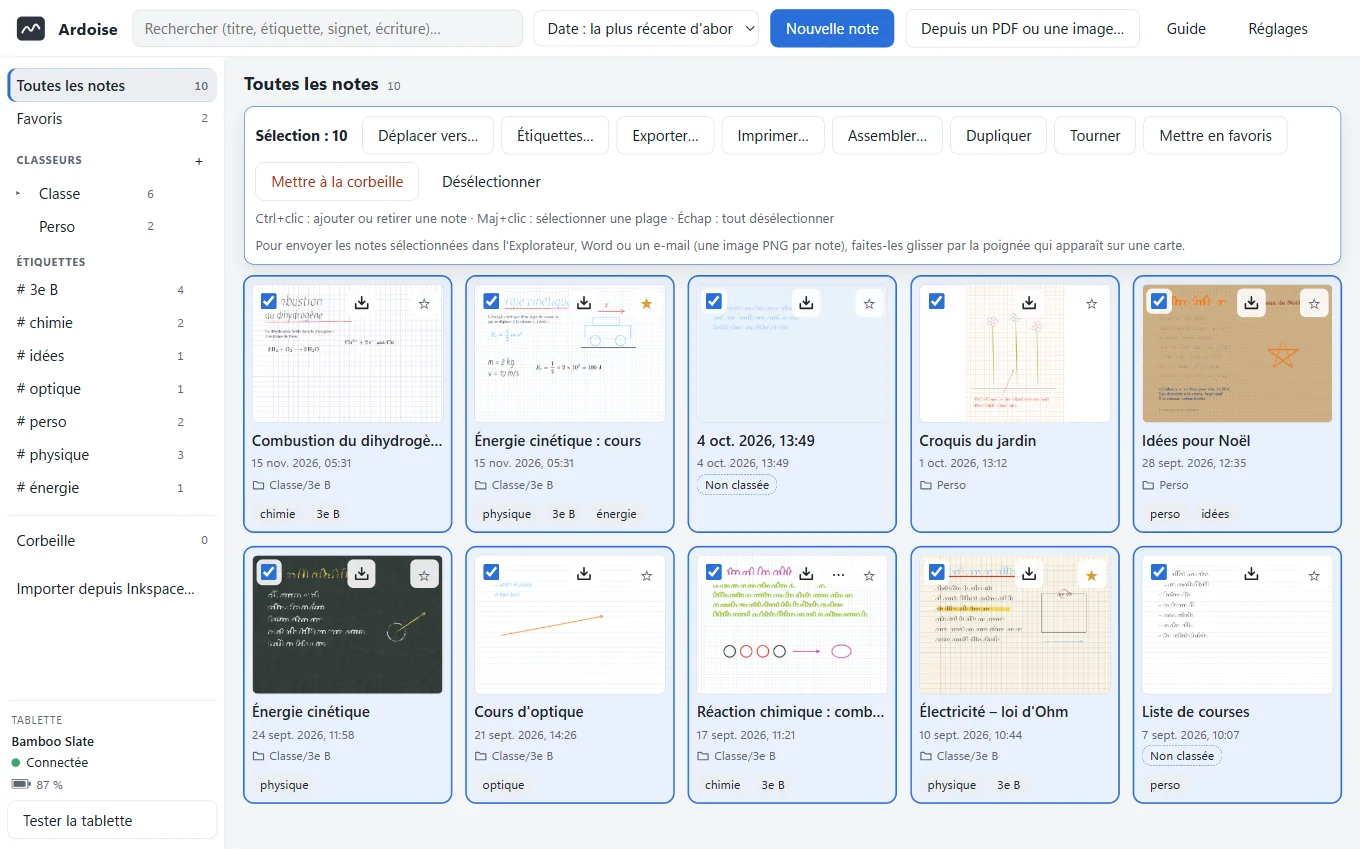 Ardoise
Rechercher (titre, étiquette, signet, écriture)...
Date : la plus récente d'abor
Nouvelle note
Depuis un PDF ou une image...
Guide
Réglages
Toutes les notes 10
Favoris 2
CLASSEURS +
Classe 6
Perso 2
ÉTIQUETTES
# 3e B 4
# chimie 2
# idées 1
# optique 1
# perso 2
# physique 3
# énergie 1
Corbeille 0
Importer depuis Inkspace...
TABLETTE
Bamboo Slate
Connectée
87 %
Tester la tablette
Toutes les notes 10
Sélection : 10
Déplacer vers...
Étiquettes...
Exporter...
Imprimer...
Assembler...
Dupliquer
Tourner
Mettre en favoris
Mettre à la corbeille
Désélectionner
Ctrl+clic : ajouter ou retirer une note · Maj+clic : sélectionner une plage · Échap : tout désélectionner
Pour envoyer les notes sélectionnées dans l'Explorateur, Word ou un e-mail (une image PNG par note), faites-les glisser par la poignée qui apparaît sur une carte.
du dihydrogène
m = 2 kg
Combustion du dihydrogè...
15 nov. 2026, 05:31
Classe/3e B
chimie 3e B
Énergie cinétique : cours
15 nov. 2026, 05:31
Classe/3e B
physique 3e B énergie
4 oct. 2026, 13:49
4 oct. 2026, 13:49
Non classée
Croquis du jardin
1 oct. 2026, 13:12
Perso
Idées pour Noël
28 sept. 2026, 12:35
Perso
perso idées
Énergie cinétique
24 sept. 2026, 11:58
Classe/3e B
physique
Cours d'optique
21 sept. 2026, 14:26
Classe/3e B
optique
Réaction chimique : comb...
17 sept. 2026, 11:21
Classe/3e B
chimie 3e B
Électricité – loi d'Ohm
10 sept. 2026, 10:44
Classe/3e B
physique 3e B
Liste de courses
7 sept. 2026, 10:07
Non classée
perso